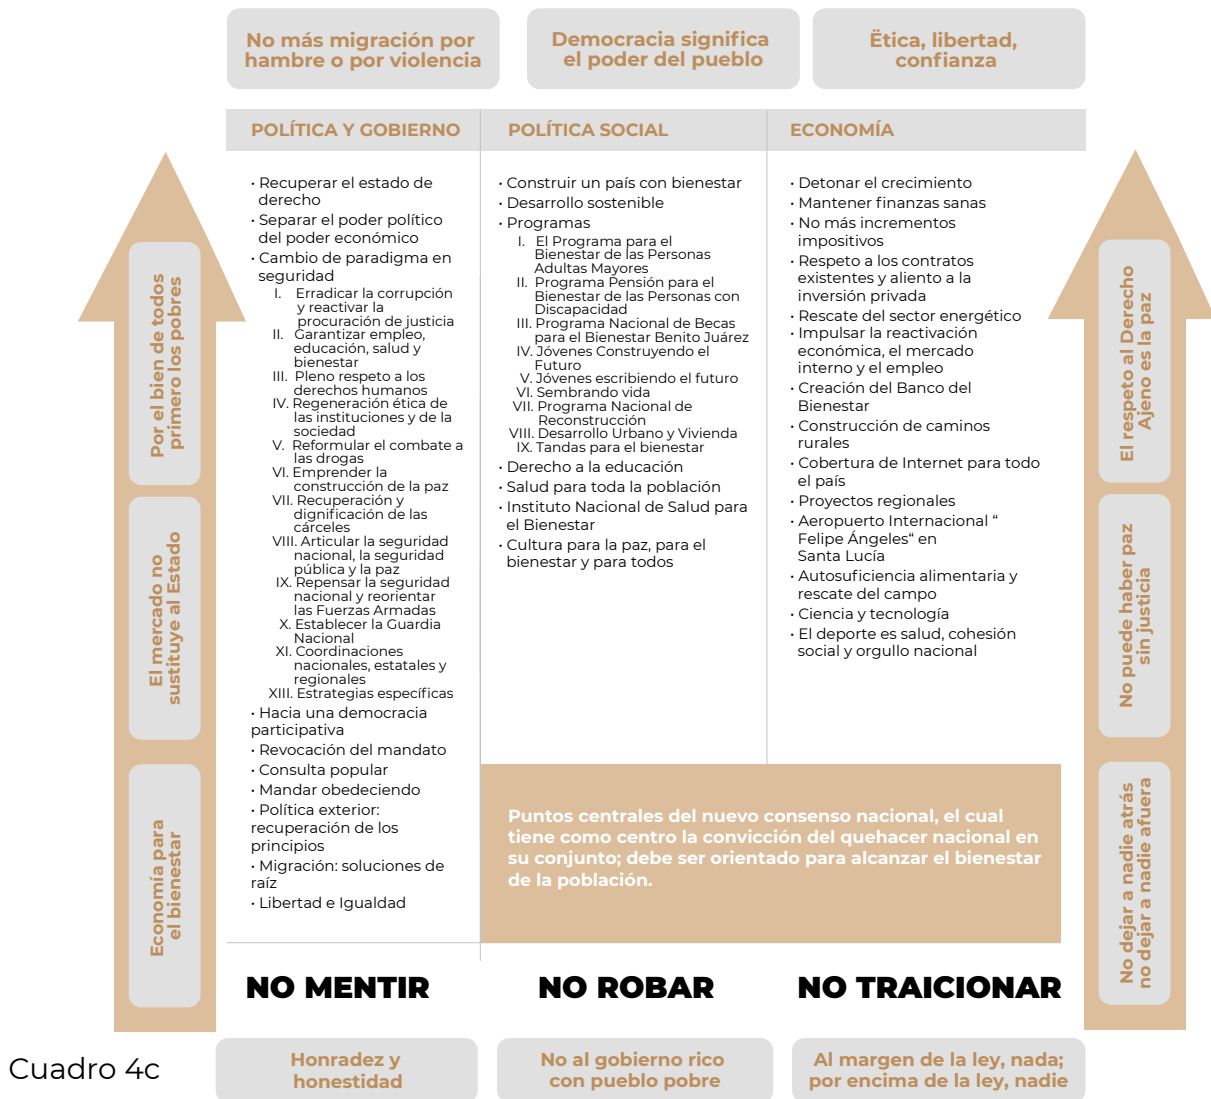 No más migración por
hambre o por violencia
Democracia significa
el poder del pueblo
Ëtica, libertad,
confianza
POLÍTICA Y GOBIERNO
• Recuperar el estado de
derecho
• Separar el poder político
del poder económico
• Cambio de paradigma en
seguridad
I. Erradicar la corrupción
y reactivar la
procuración de justicia
II. Garantizar empleo,
educación, salud y
bienestar
III. Pleno respeto a los
derechos humanos
IV. Regeneración ética de
las instituciones y de la
sociedad
V. Reformular el combate a
las drogas
VI. Emprender la
construcción de la paz
VII. Recuperación y
dignificación de las
cárceles
VIII. Articular la seguridad
nacional, la seguridad
pública y la paz
IX. Repensar la seguridad
nacional y reorientar
las Fuerzas Armadas
X. Establecer la Guardia
Nacional
XI. Coordinaciones
nacionales, estatales y
regionales
XIII. Estrategias específicas
• Hacia una democracia
participativa
• Revocación del mandato
• Consulta popular
• Mandar obedeciendo
• Política exterior:
recuperación de los
principios
• Migración: soluciones de
raíz
• Libertad e Igualdad
POLÍTICA SOCIAL
• Construir un país con bienestar
• Desarrollo sostenible
• Programas
I. El Programa para el
Bienestar de las Personas
Adultas Mayores
II. Programa Pensión para el
Bienestar de las Personas con
Discapacidad
III. Programa Nacional de Becas
para el Bienestar Benito Juárez
IV. Jóvenes Construyendo el
Futuro
V. Jóvenes escribiendo el futuro
VI. Sembrando vida
VII. Programa Nacional de
Reconstrucción
VIII. Desarrollo Urbano y Vivienda
IX. Tandas para el bienestar
• Derecho a la educación
• Salud para toda la población
• Instituto Nacional de Salud para
el Bienestar
• Cultura para la paz, para el
bienestar y para todos
ECONOMÍA
• Detonar el crecimiento
• Mantener finanzas sanas
• No más incrementos
impositivos
• Respeto a los contratos
existentes y aliento a la
inversión privada
• Rescate del sector energético
• Impulsar la reactivación
económica, el mercado
interno y el empleo
• Creación del Banco del
Bienestar
• Construcción de caminos
rurales
• Cobertura de Internet para todo
el país
• Proyectos regionales
• Aeropuerto Internacional “
Felipe Ángeles“ en
Santa Lucía
• Autosuficiencia alimentaria y
rescate del campo
• Ciencia y tecnología
• El deporte es salud, cohesión
social y orgullo nacional
Puntos centrales del nuevo consenso nacional, el cual
tiene como centro la convicción del quehacer nacional en
su conjunto; debe ser orientado para alcanzar el bienestar
de la población.
Por el bien de todos
primero los pobres
El mercado no
sustituye al Estado
Economía para
el bienestar
El respeto al Derecho
Ajeno es la paz
No puede haber paz
sin justicia
No dejar a nadie atrás
no dejar a nadie afuera
NO MENTIR
NO ROBAR
NO TRAICIONAR
Cuadro 4c
Honradez y
honestidad
No al gobierno rico
con pueblo pobre
Al margen de la ley, nada;
por encima de la ley, nadie